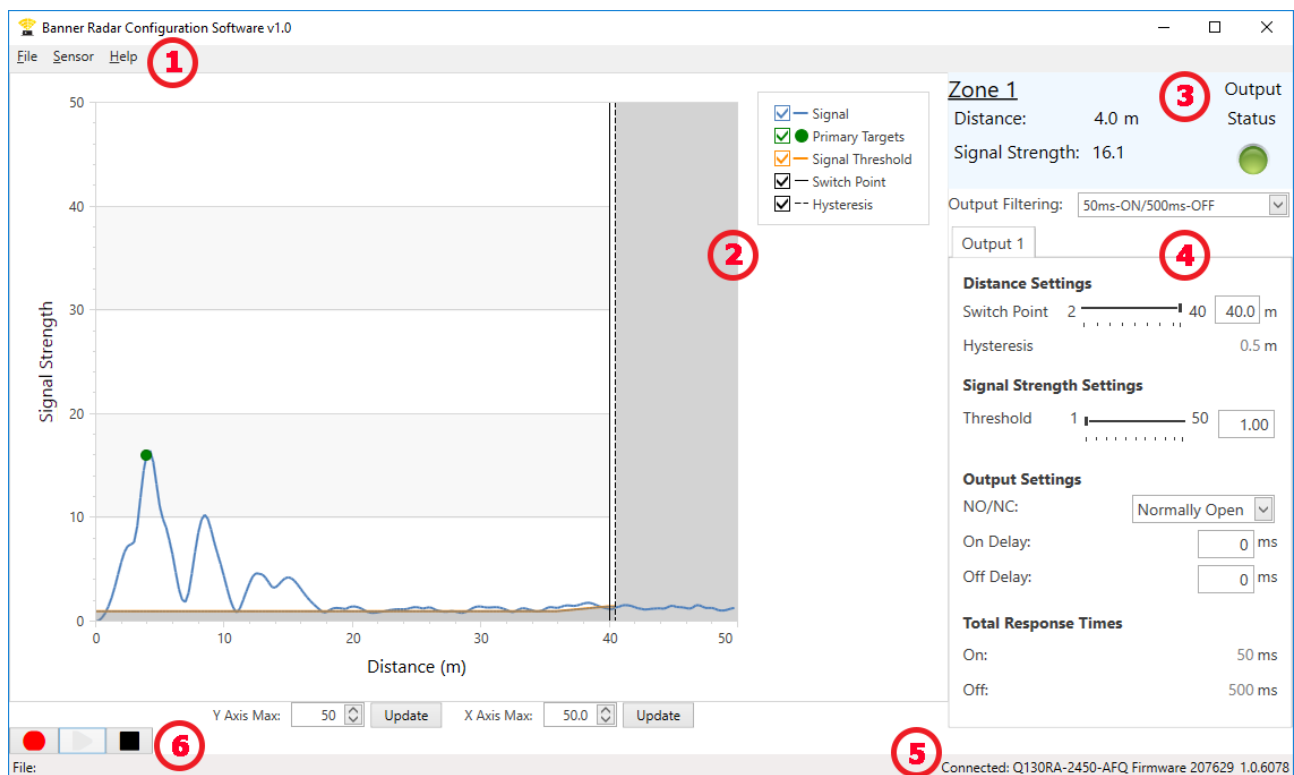 Banner Radar Configuration Software v1.0
File Sensor Help
1
50
40
30
20
10
0
Signal Strength
0 10 20 30 40 50
Distance (m)
Signal
Primary Targets
Signal Threshold
Switch Point
Hysteresis
2
Zone 1
3
Output
Distance: 4.0 m
Status
Signal Strength: 16.1
Output Filtering: 50ms-ON/500ms-OFF
Output 1
4
Distance Settings
Switch Point 2 40 40.0 m
Hysteresis 0.5 m
Signal Strength Settings
Threshold 1 50 1.00
Output Settings
NO/NC: Normally Open
On Delay: 0 ms
Off Delay: 0 ms
Total Response Times
On: 50 ms
Off: 500 ms
Y Axis Max: 50 Update X Axis Max: 50.0 Update
6
5
File:
Connected: Q130RA-2450-AFQ Firmware 207629 1.0.6078